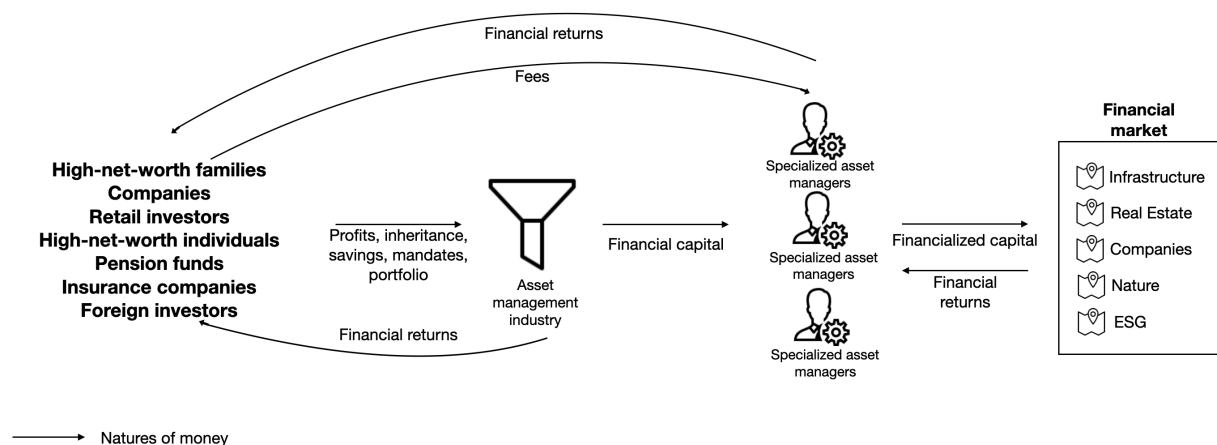 Financial returns
Fees
High-net-worth families
Companies
Retail investors
High-net-worth individuals
Pension funds
Insurance companies
Foreign investors
Profits, inheritance,
savings, mandates,
portfolio
Financial returns
Asset
management
industry
Financial capital
Specialized asset
managers
Specialized asset
managers
Specialized asset
managers
Financialized capital
Financial
returns
Financial
market
Infrastructure
Real Estate
Companies
Nature
ESG
Natures of money